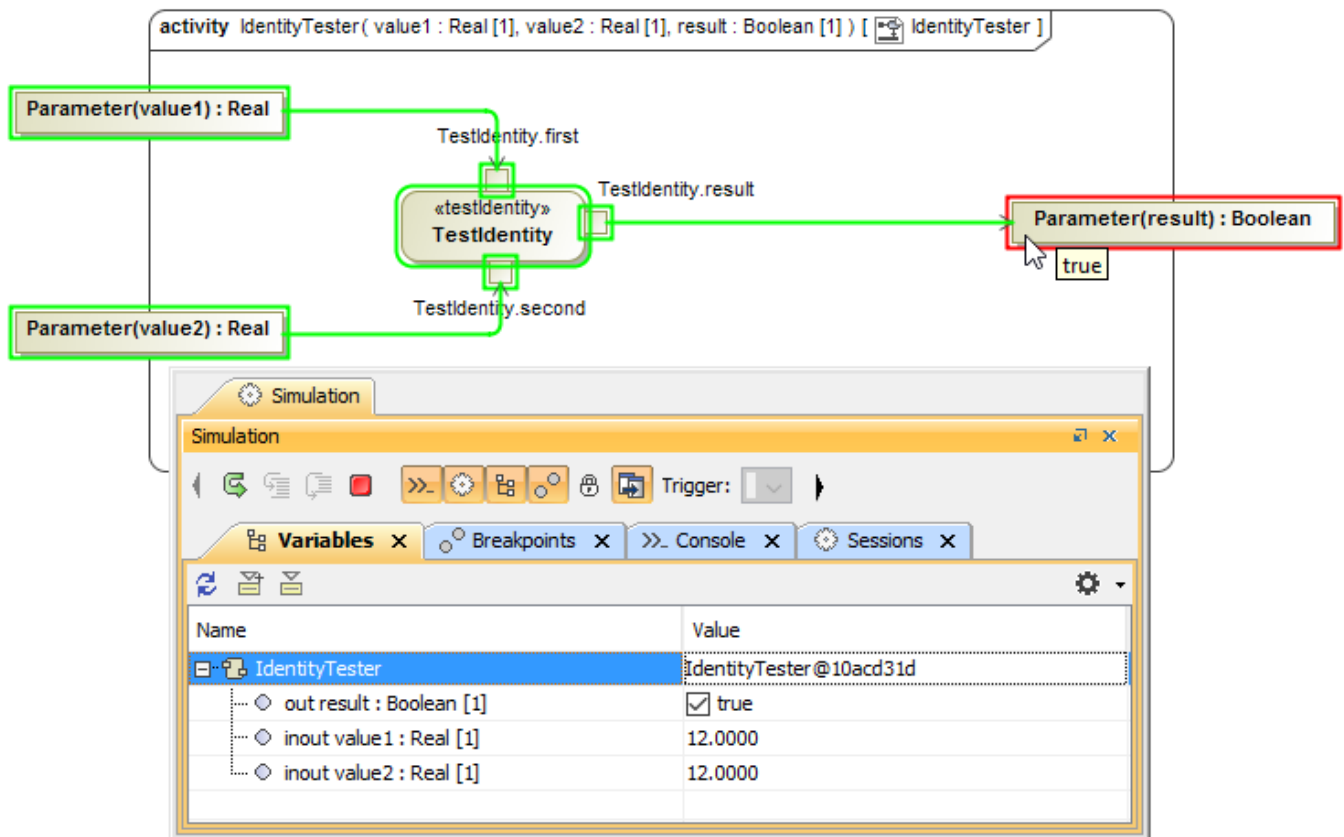 activity IdentityTester( value1 : Real [1], value2 : Real [1], result : Boolean [1] ) [ IdentityTester ]
Parameter(value1) : Real
TestIdentity.first
TestIdentity.result
«testIdentity»
TestIdentity
Parameter(result) : Boolean
true
TestIdentity.second
Parameter(value2) : Real
Simulation
Simulation
Trigger:
Variables
Breakpoints
Console
Sessions
Name Value
IdentityTester IdentityTester@10acd31d
out result : Boolean [1] true
inout value1 : Real [1] 12.0000
inout value2 : Real [1] 12.0000